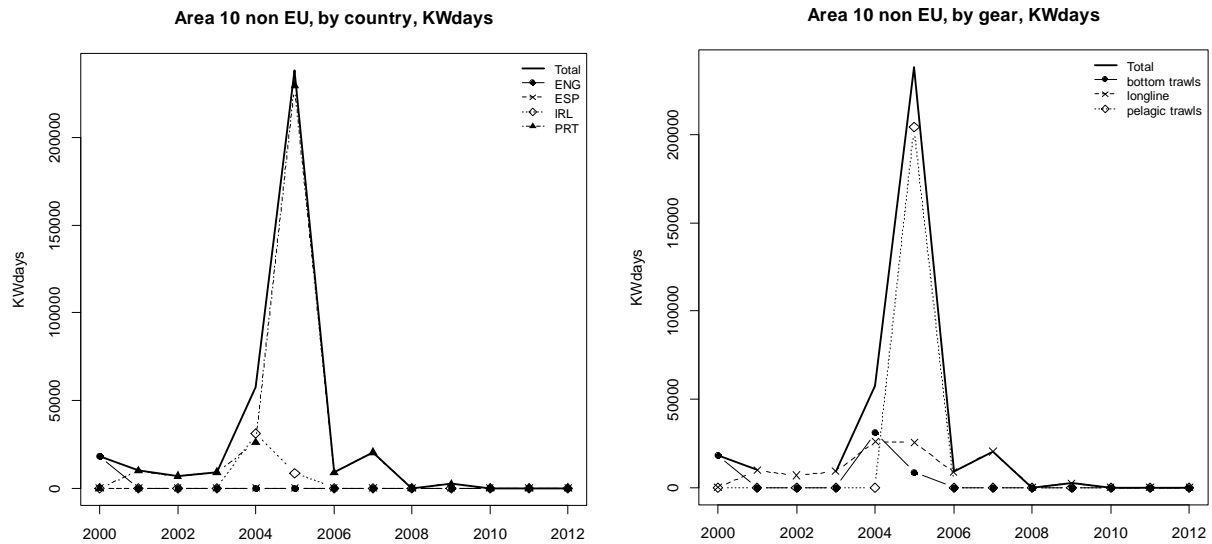 Area 10 non EU, by country, KWdays
Total
ENG
ESP
IRL
PRT
KWdays
200000
150000
100000
50000
0
2000 2002 2004 2006 2008 2010 2012
Area 10 non EU, by gear, KWdays
Total
bottom trawls
longline
pelagic trawls
KWdays
200000
150000
100000
50000
0
2000 2002 2004 2006 2008 2010 2012